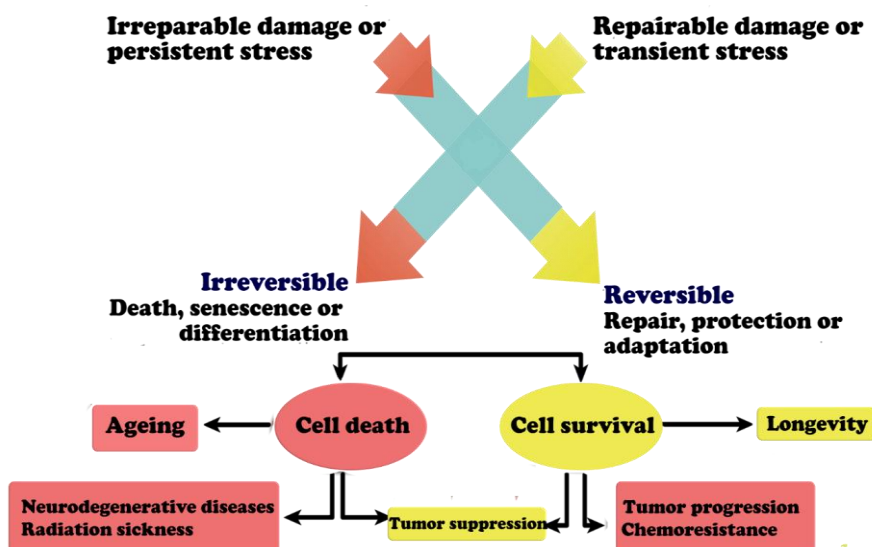 Irreparable damage or
persistent stress
Repairable damage or
transient stress
Irreversible
Death, senescence or
differentiation
Reversible
Repair, protection or
adaptation
Ageing
Cell death
Cell survival
Longevity
Neurodegenerative diseases
Radiation sickness
Tumor suppression
Tumor progression
Chemoresistance